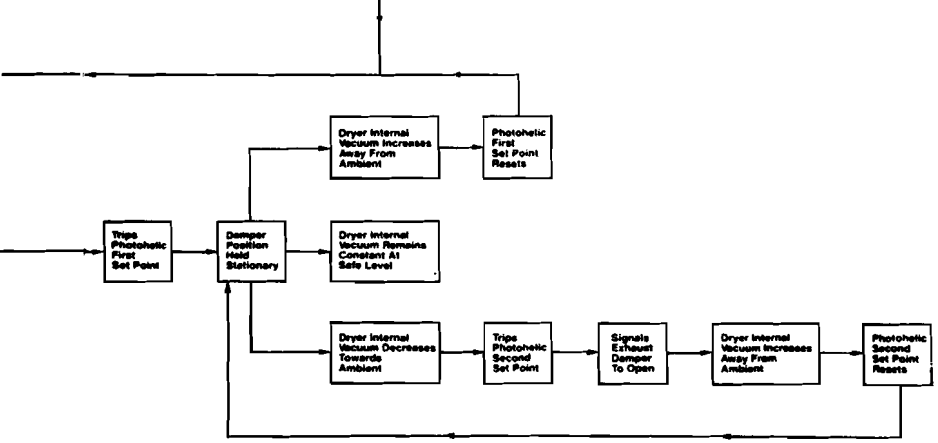 Dryer Internal
Vacuum Increases
Away From
Ambient
Photohelic
First
Set Point
Resets
Trips
Photohelic
First
Set Point
Damper
Position
Held
Stationary
Dryer Internal
Vacuum Remains
Constant At
Safe Level
Dryer Internal
Vacuum Decreases
Towards
Ambient
Trips
Photohelic
Second
Set Point
Signals
Exhaust
Damper
To Open
Dryer Internal
Vacuum Increases
Away From
Ambient
Photohelic
Second
Set Point
Resets